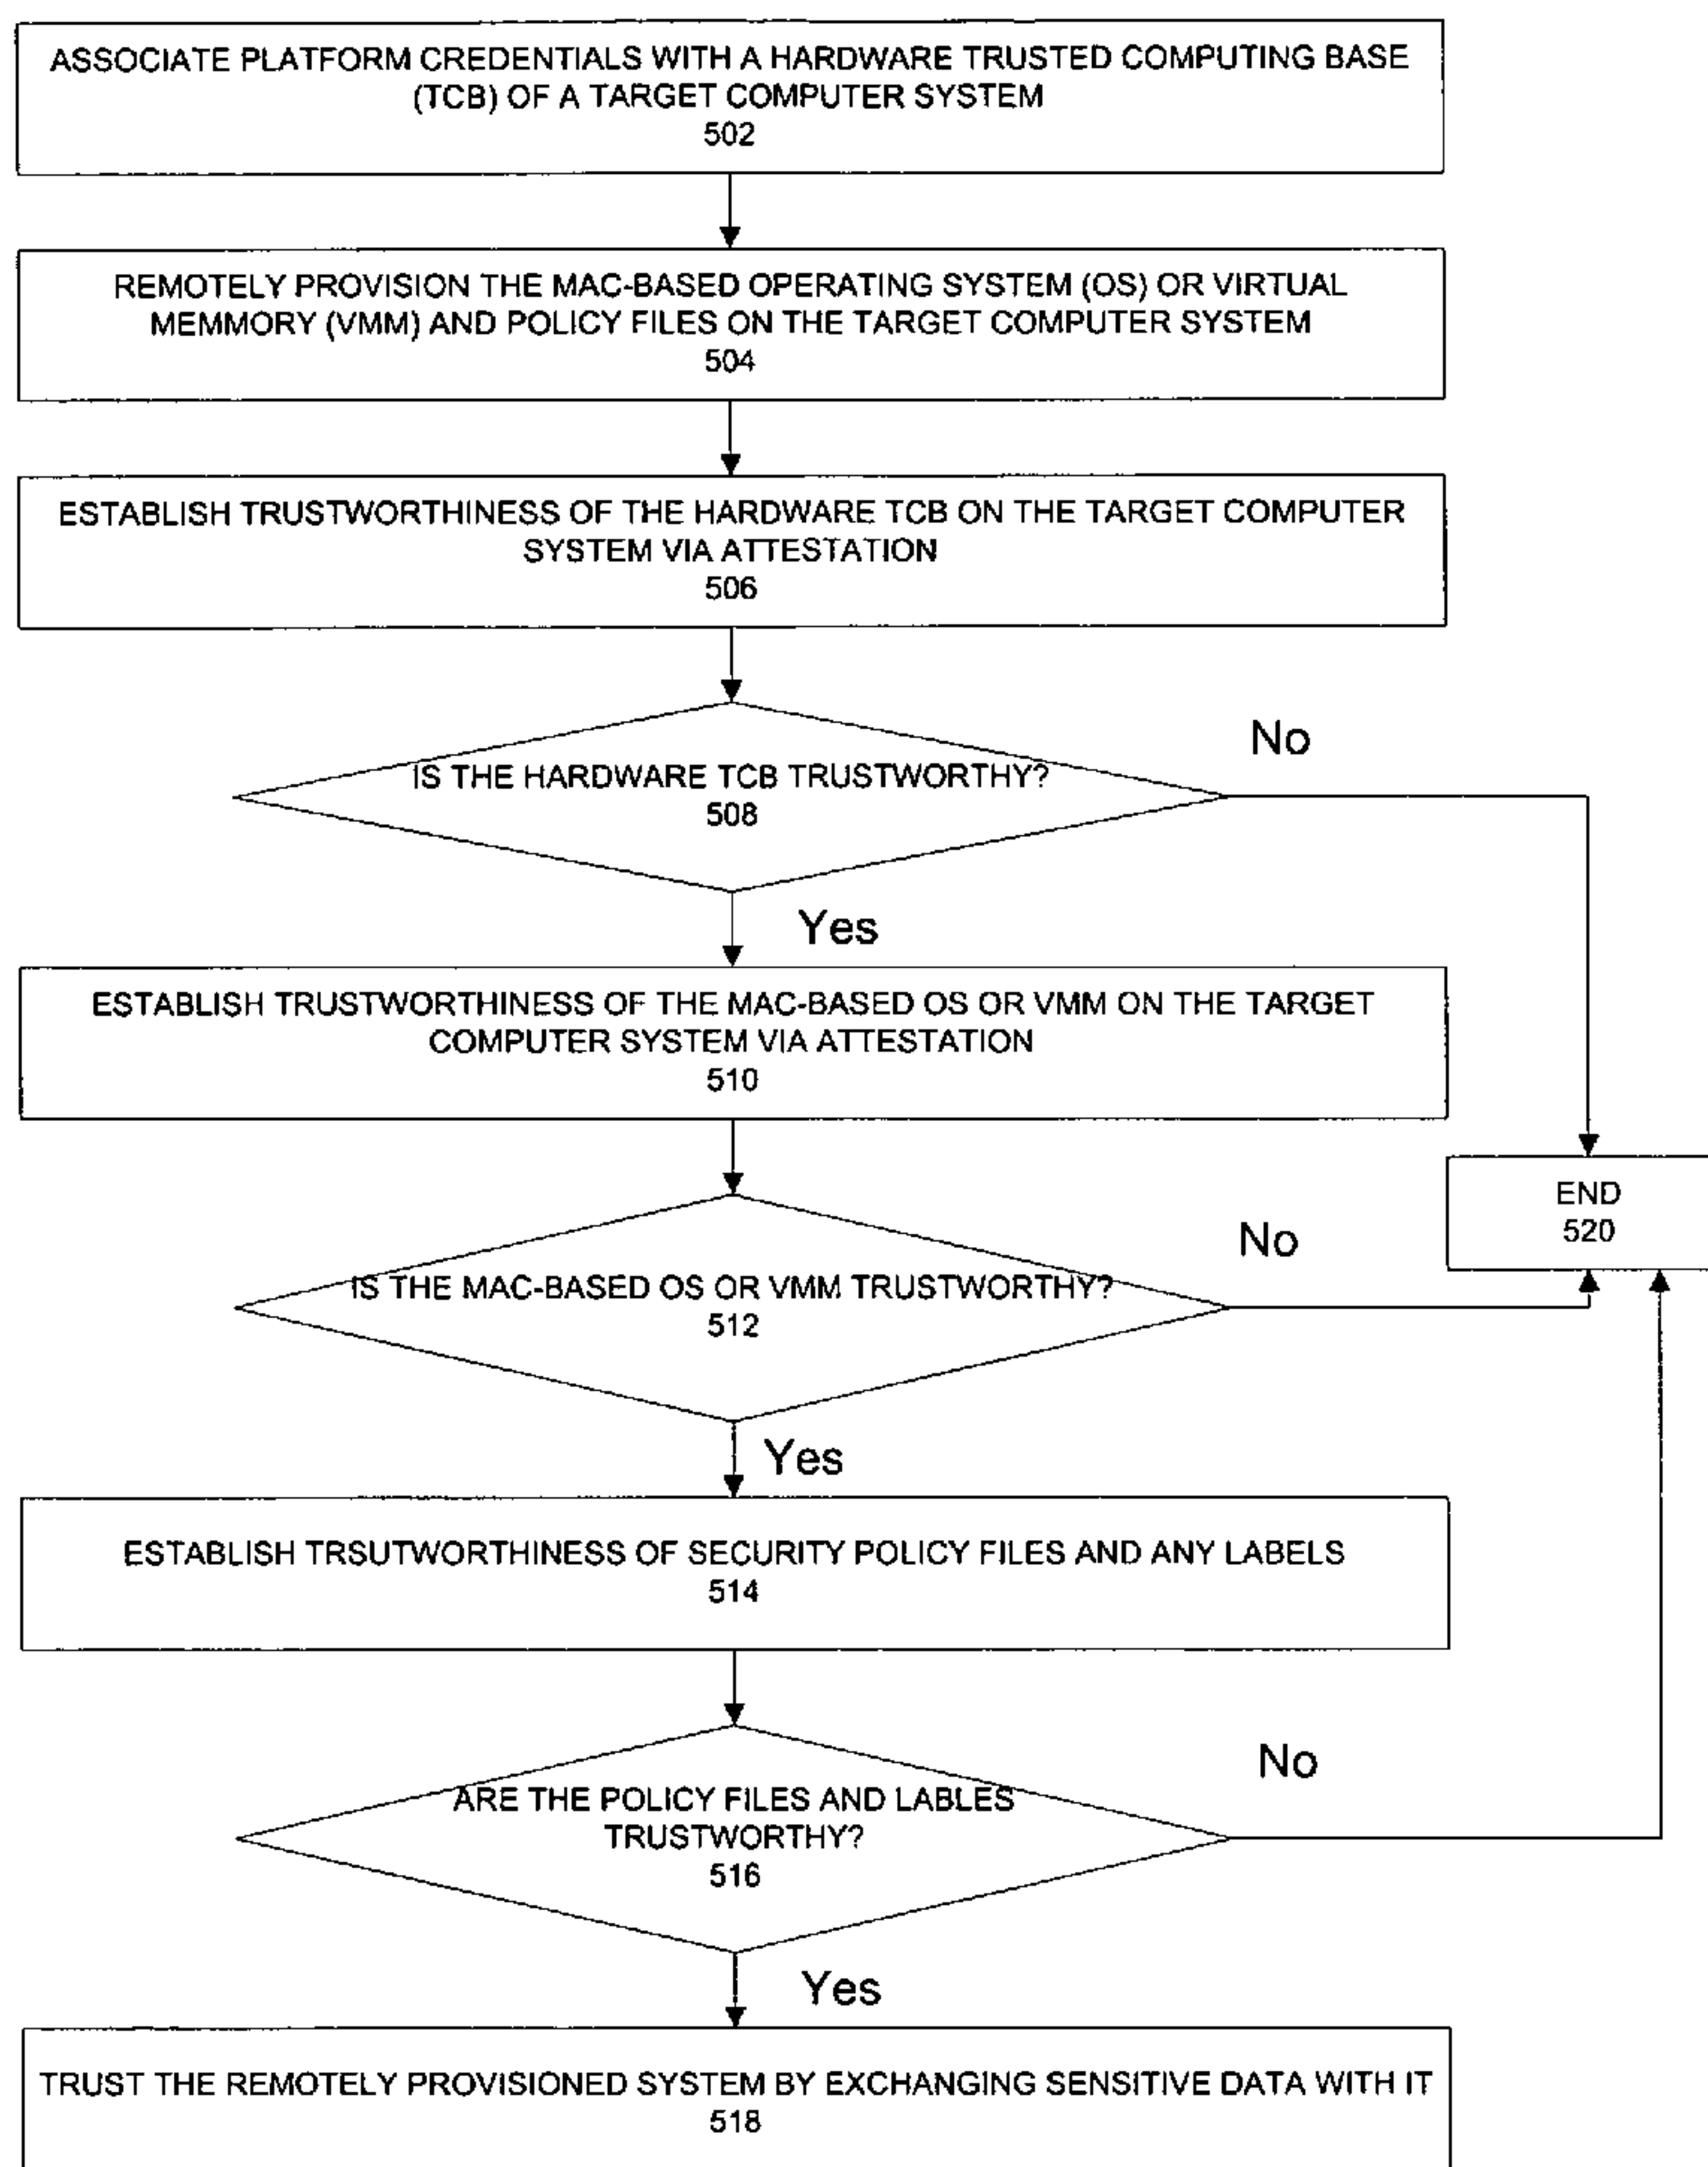 ASSOCIATE PLATFORM CREDENTIALS WITH A HARDWARE TRUSTED COMPUTING BASE
(TCB) OF A TARGET COMPUTER SYSTEM
502
REMOTELY PROVISION THE MAC-BASED OPERATING SYSTEM (OS) OR VIRTUAL
MEMMORY (VMM) AND POLICY FILES ON THE TARGET COMPUTER SYSTEM
504
ESTABLISH TRUSTWORTHINESS OF THE HARDWARE TCB ON THE TARGET COMPUTER
SYSTEM VIA ATTESTATION
506
IS THE HARDWARE TCB TRUSTWORTHY?
508
No
Yes
ESTABLISH TRUSTWORTHINESS OF THE MAC-BASED OS OR VMM ON THE TARGET
COMPUTER SYSTEM VIA ATTESTATION
510
END
520
IS THE MAC-BASED OS OR VMM TRUSTWORTHY?
512
No
Yes
ESTABLISH TRSUTWORTHINESS OF SECURITY POLICY FILES AND ANY LABELS
514
ARE THE POLICY FILES AND LABLES
TRUSTWORTHY?
516
No
Yes
TRUST THE REMOTELY PROVISIONED SYSTEM BY EXCHANGING SENSITIVE DATA WITH IT
518